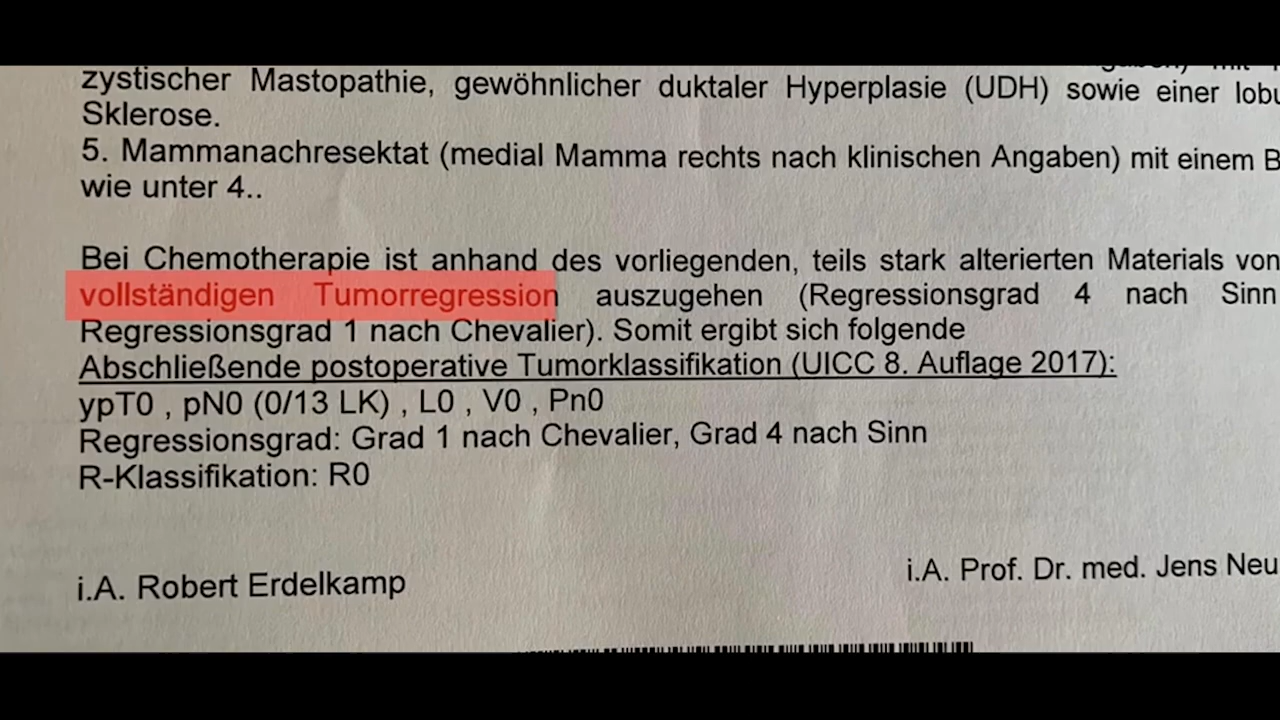 zystischer Mastopathie, gewöhnlicher duktaler Hyperplasie (UDH) sowie einer lobu
Sklerose.
5. Mammanachresektat (medial Mamma rechts nach klinischen Angaben) mit einem B
wie unter 4..
Bei Chemotherapie ist anhand des vorliegenden, teils stark alterierten Materials von
vollständigen Tumorregression auszugehen (Regressionsgrad 4 nach Sinn
Regressionsgrad 1 nach Chevalier). Somit ergibt sich folgende
Abschließende postoperative Tumorklassifikation (UICC 8. Auflage 2017):
ypT0 , pN0 (0/13 LK) , L0 , V0 , Pn0
Regressionsgrad: Grad 1 nach Chevalier, Grad 4 nach Sinn
R-Klassifikation: R0
i.A. Robert Erdelkamp
i.A. Prof. Dr. med. Jens Neu